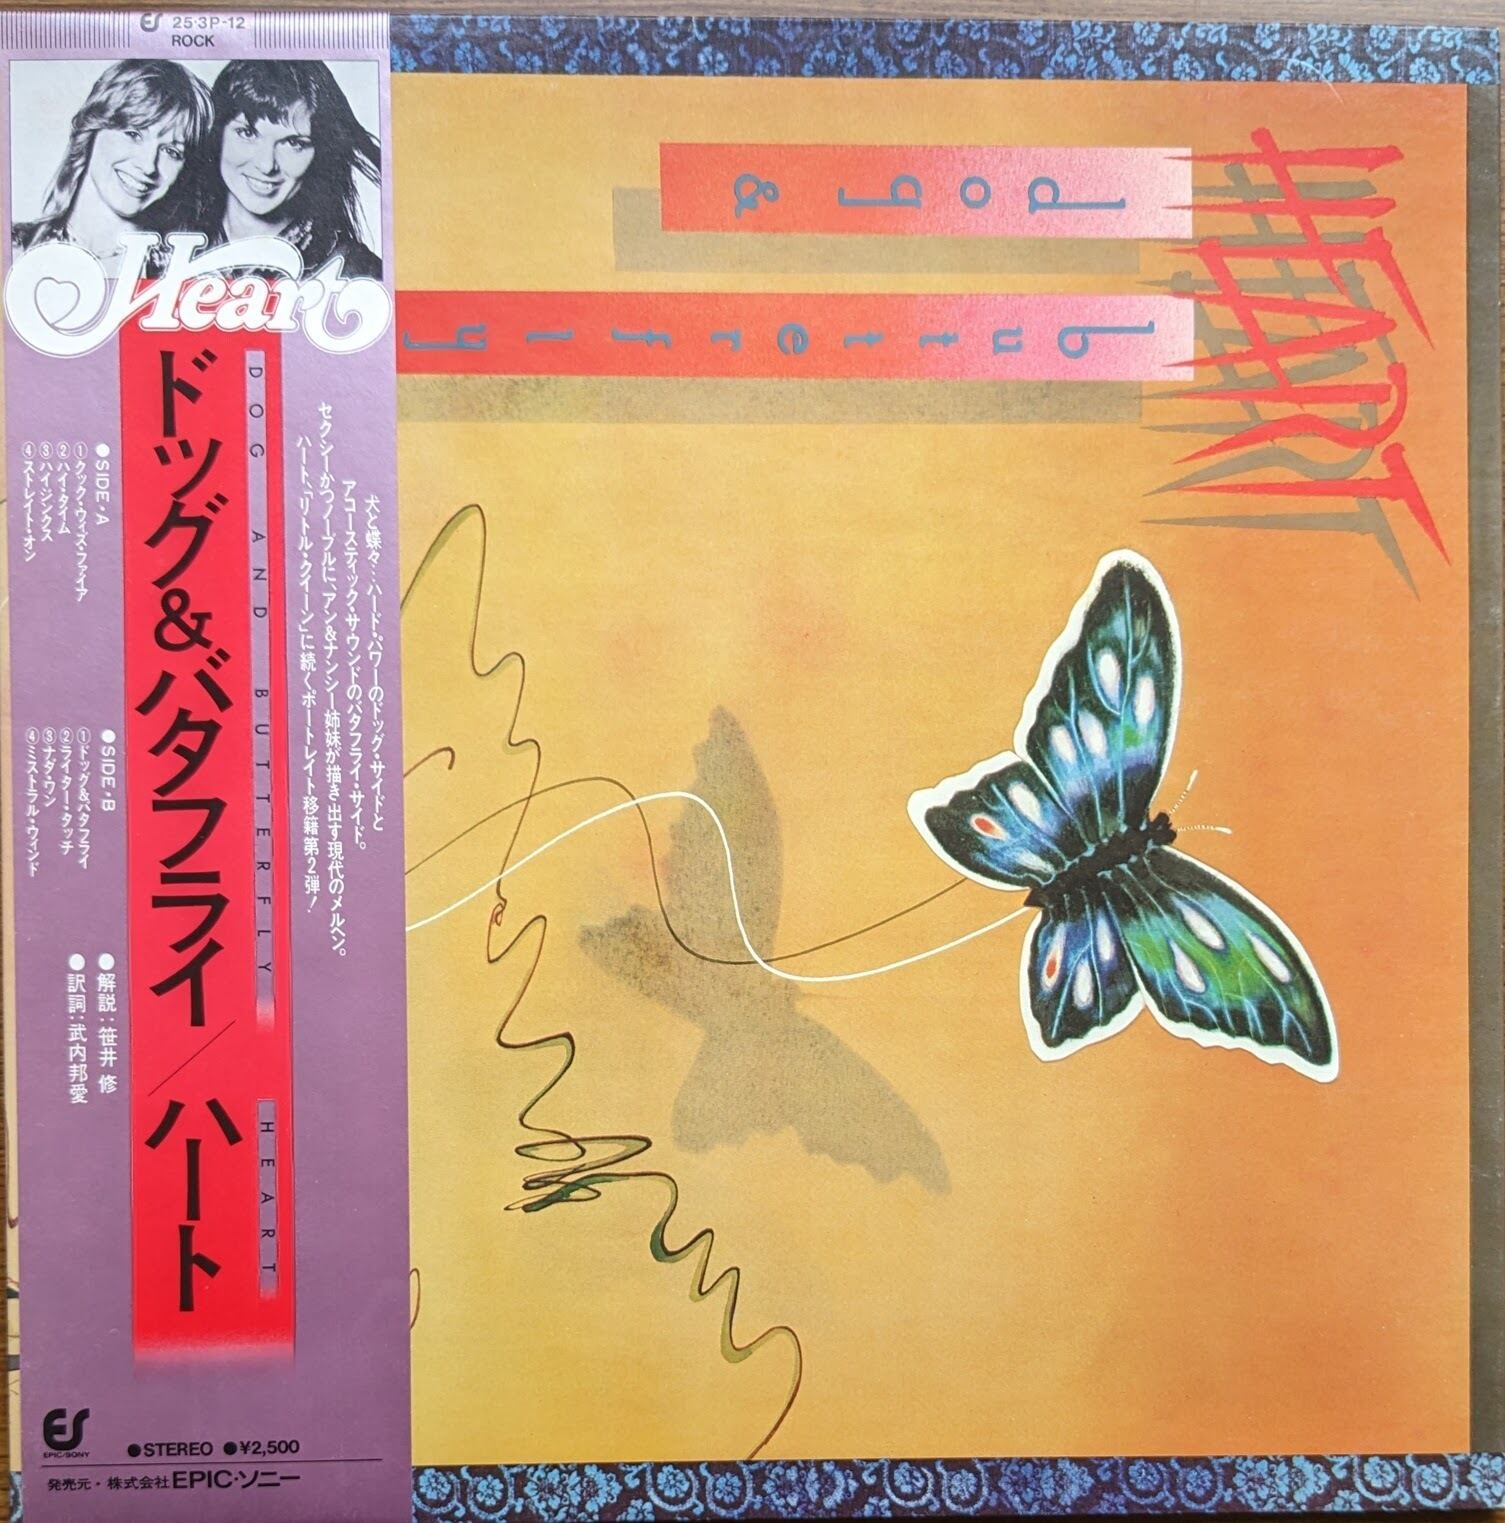 ES 25·3P-12
ROCK
Heart
ドッグ&バタフライ/ハート
DOG AND BUTTERFLY
HEART
犬と蝶々…ハード・パワーのドッグ・サイドと
アコースティック・サウンドのバタフライ・サイド。
セクシーかつノーブルに、アン&ナンシー姉妹が描き出す現代のメルヘン。
ハート、「リトル・クイーン」に続くポートレイト移籍第2弾!
●SIDE・A
①クック・ウィズ・ファイア
②ハイ・タイム
③ハイジンクス
④ストレイト・オン
●SIDE・B
①ドッグ&バタフライ
②ライター・タッチ
③ナダ・ワン
④ミストラル・ウィンド
●解説:笹井 修
●訳詞:武内邦愛
ES
EPIC/SONY
●STEREO ●¥2,500
発売元・株式会社EPIC・ソニー
HEART
dog &
butterfly